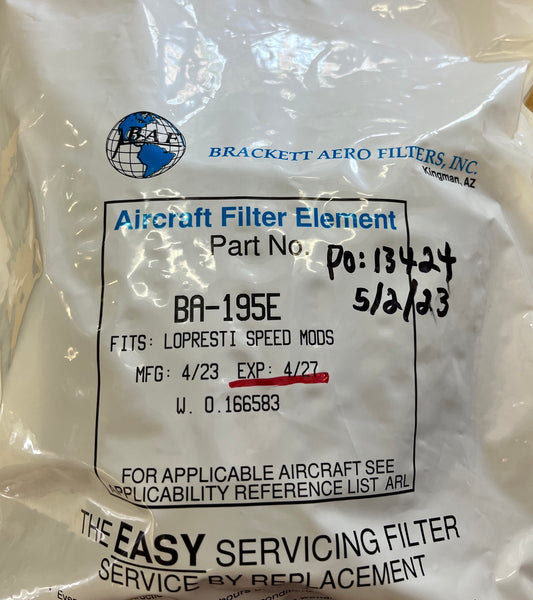 BAF
BRACKETT AERO FILTERS, INC.
Kingman, AZ
Aircraft Filter Element
Part No.
PO: 13424
5/2/23
BA-195E
FITS: LOPRESTI SPEED MODS
MFG: 4/23 EXP: 4/27
W. O.166583
FOR APPLICABLE AIRCRAFT SEE
APPLICABILITY REFERENCE LIST ARL
THE EASY SERVICING FILTER
SERVICE BY REPLACEMENT